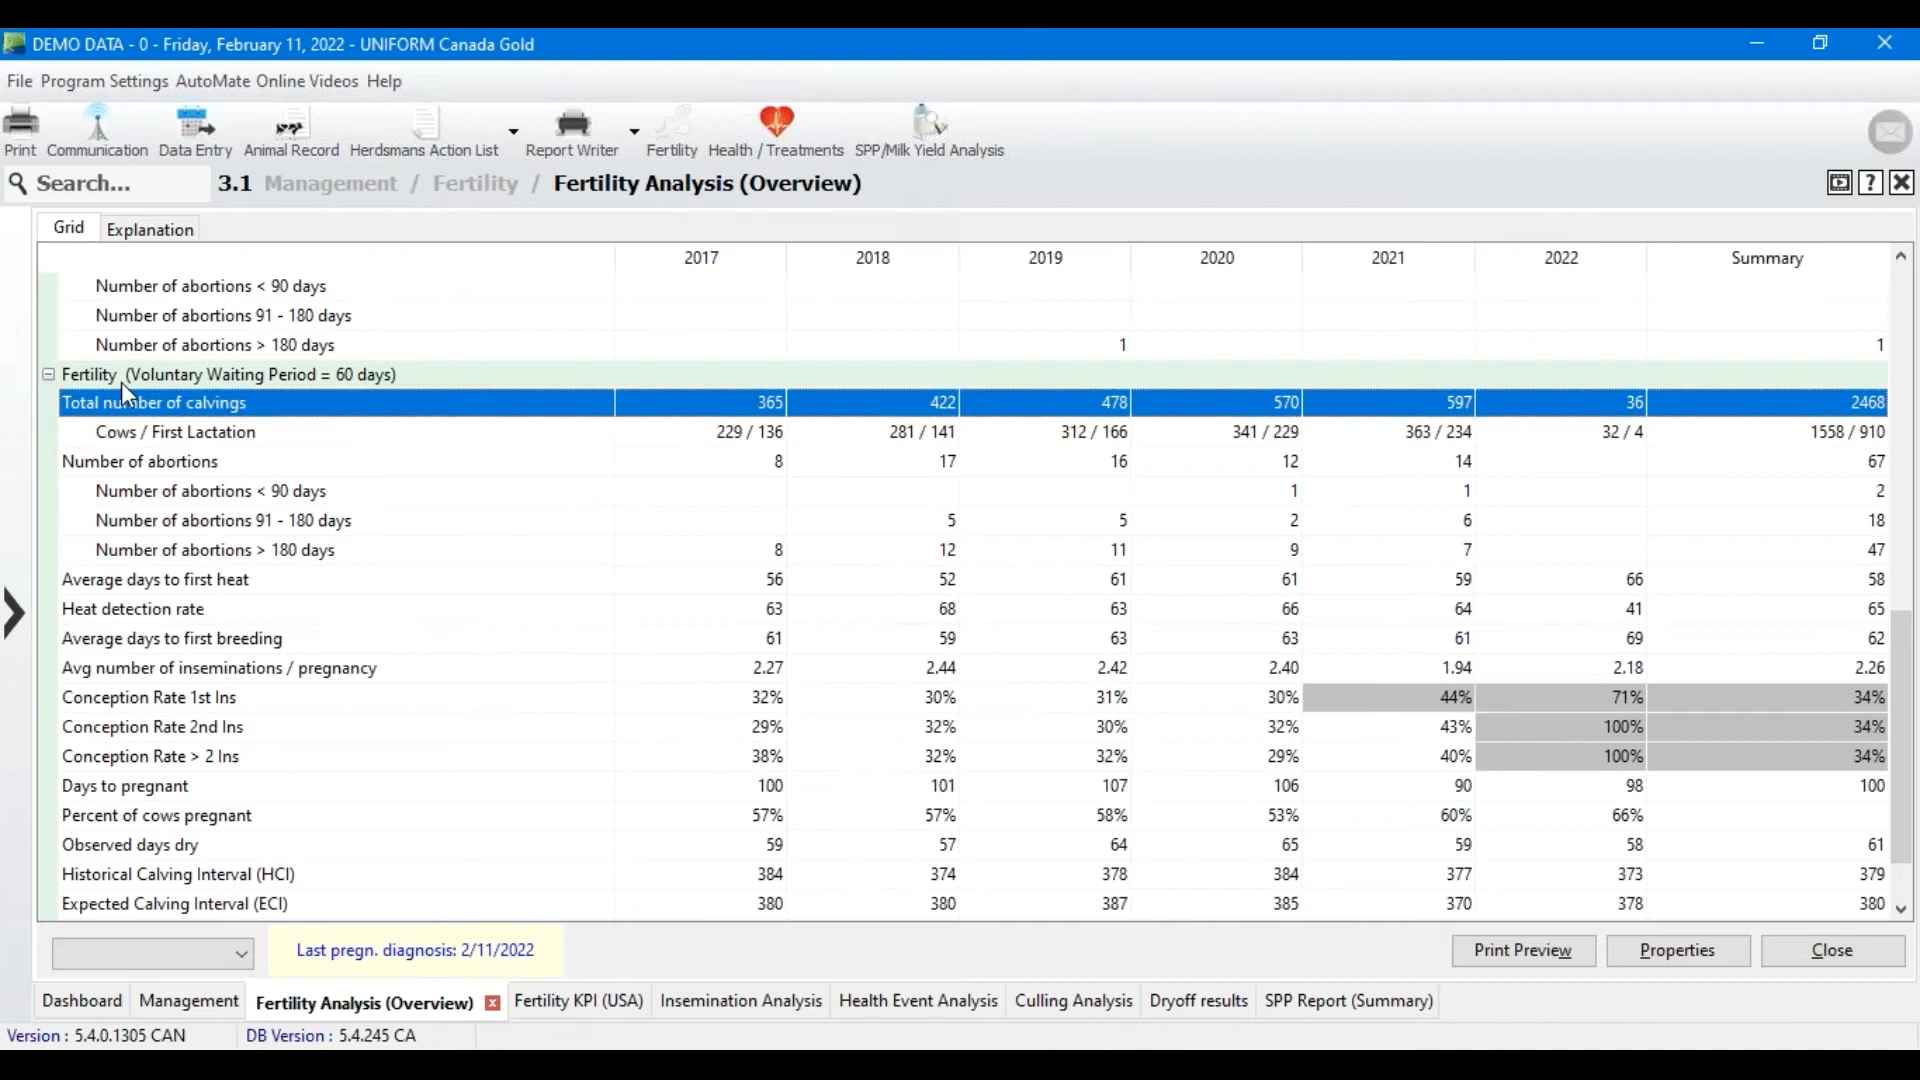 DEMO DATA - 0 - Friday, February 11, 2022 - UNIFORM Canada Gold
File Program Settings AutoMate Online Videos Help
Print Communication Data Entry Animal Record Herdsmans Action List Report Writer Fertility Health / Treatments SPP/Milk Yield Analysis
Search... 3.1 Management / Fertility / Fertility Analysis (Overview)
Grid Explanation
2017 2018 2019 2020 2021 2022 Summary
Number of abortions < 90 days
Number of abortions 91 - 180 days
Number of abortions > 180 days 1 1
Fertility (Voluntary Waiting Period = 60 days)
Total number of calvings 365 422 478 570 597 36 2468
Cows / First Lactation 229 / 136 281 / 141 312 / 166 341 / 229 363 / 234 32 / 4 1558 / 910
Number of abortions 8 17 16 12 14 67
Number of abortions < 90 days 1 1 2
Number of abortions 91 - 180 days 5 5 2 6 18
Number of abortions > 180 days 8 12 11 9 7 47
Average days to first heat 56 52 61 61 59 66 58
Heat detection rate 63 68 63 66 64 41 65
Average days to first breeding 61 59 63 63 61 69 62
Avg number of inseminations / pregnancy 2.27 2.44 2.42 2.40 1.94 2.18 2.26
Conception Rate 1st Ins 32% 30% 31% 30% 44% 71% 34%
Conception Rate 2nd Ins 29% 32% 30% 32% 43% 100% 34%
Conception Rate > 2 Ins 38% 32% 32% 29% 40% 100% 34%
Days to pregnant 100 101 107 106 90 98 100
Percent of cows pregnant 57% 57% 58% 53% 60% 66%
Observed days dry 59 57 64 65 59 58 61
Historical Calving Interval (HCI) 384 374 378 384 377 373 379
Expected Calving Interval (ECI) 380 380 387 385 370 378 380
Last pregn. diagnosis: 2/11/2022 Print Preview Properties Close
Dashboard Management Fertility Analysis (Overview) Fertility KPI (USA) Insemination Analysis Health Event Analysis Culling Analysis Dryoff results SPP Report (Summary)
Version : 5.4.0.1305 CAN DB Version : 5.4.245 CA